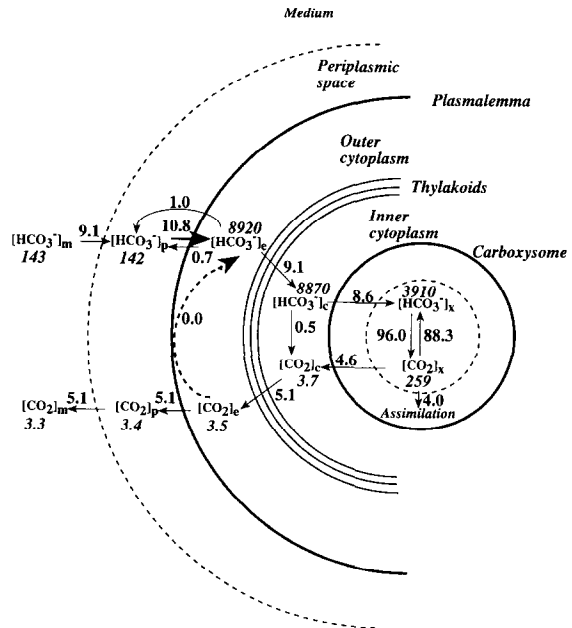 Medium
Periplasmic
space
Plasmalemma
Outer
cytoplasm
Thylakoids
Inner
cytoplasm
Carboxysome
1.0
9.1
10.8
8920
[HCO₃⁻]m
[HCO₃⁻]p
[HCO₃⁻]e
143
142
0.7
9.1
8870
3910
[HCO₃⁻]c
8.6
[HCO₃⁻]x
0.0
0.5
96.0
88.3
4.6
[CO₂]c
[CO₂]x
3.7
259
5.1
4.0
Assimilation
5.1
5.1
[CO₂]m
[CO₂]p
[CO₂]e
3.3
3.4
3.5